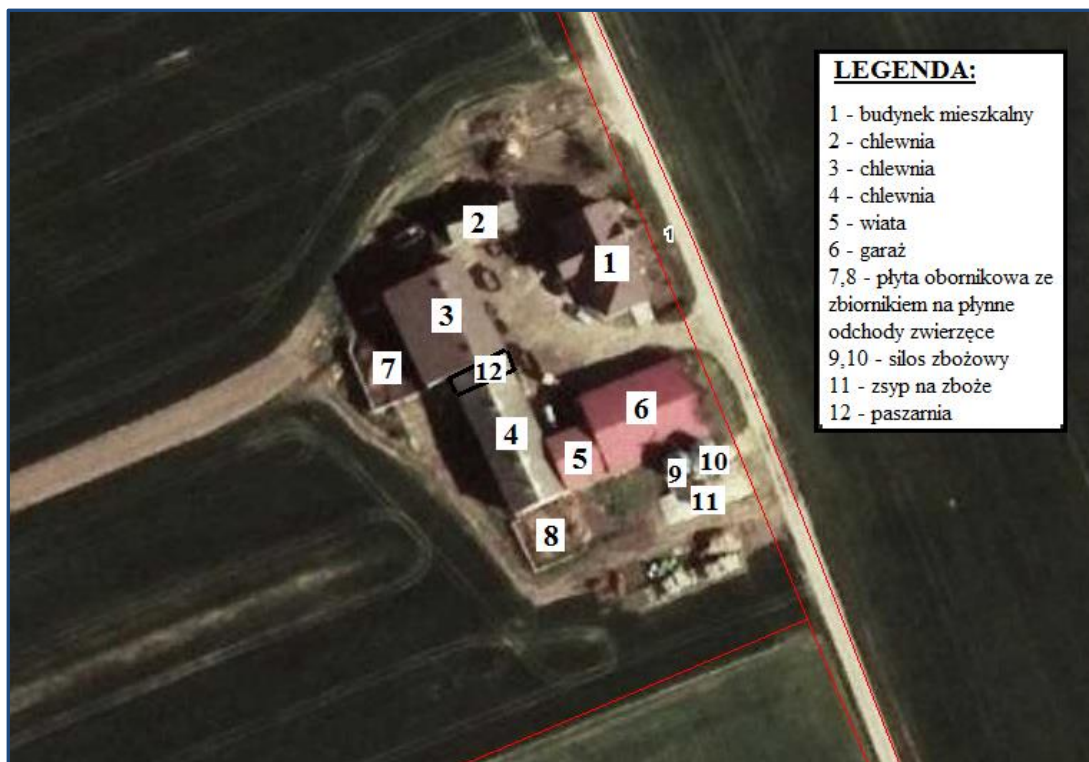 LEGENDA:
1 - budynek mieszkalny
2 - chlewnia
3 - chlewnia
4 - chlewnia
5 - wiata
6 - garaż
7,8 - płyta obornikowa ze
zbiornikiem na płynne
odchody zwierzęce
9,10 - silos zbożowy
11 - zsyp na zboże
12 - paszarnia
2
1
1
3
7
12
6
4
5
9
10
11
8